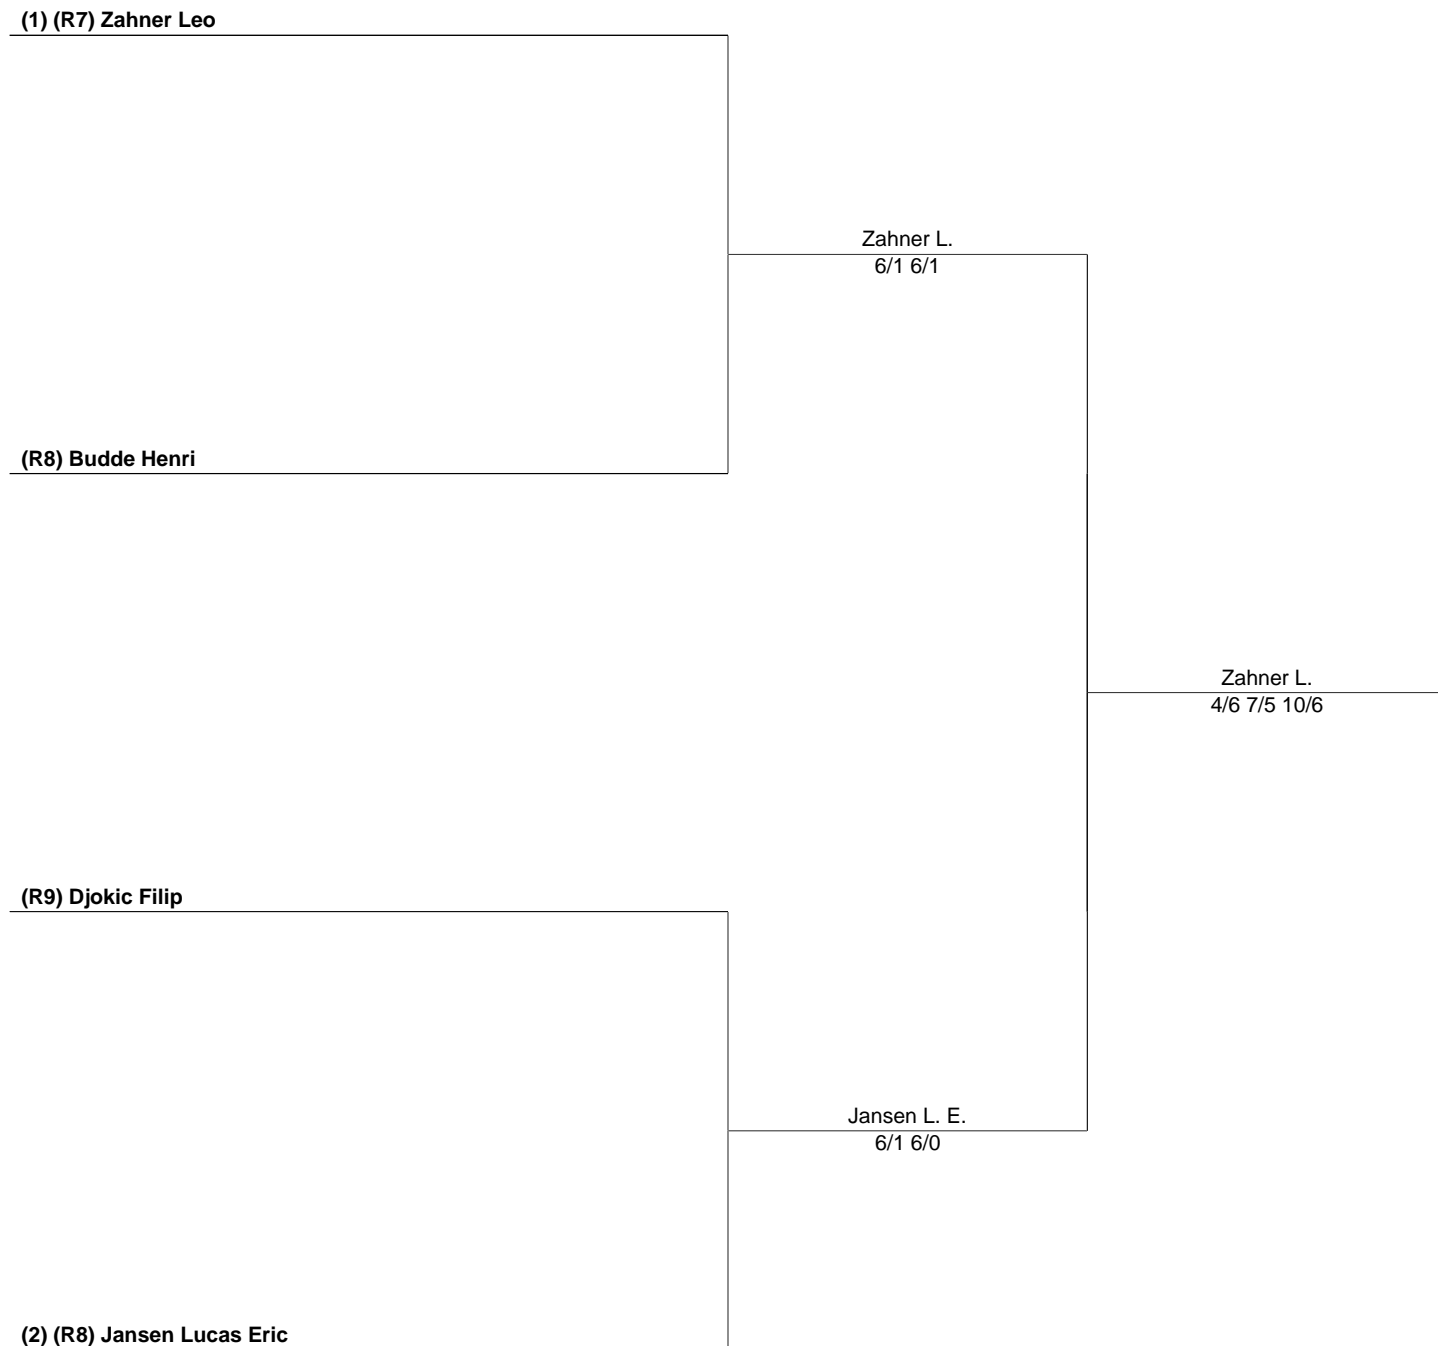 (1) (R7) Zahner Leo
Zahner L.
6/1 6/1
(R8) Budde Henri
Zahner L.
4/6 7/5 10/6
(R9) Djokic Filip
Jansen L. E.
6/1 6/0
(2) (R8) Jansen Lucas Eric